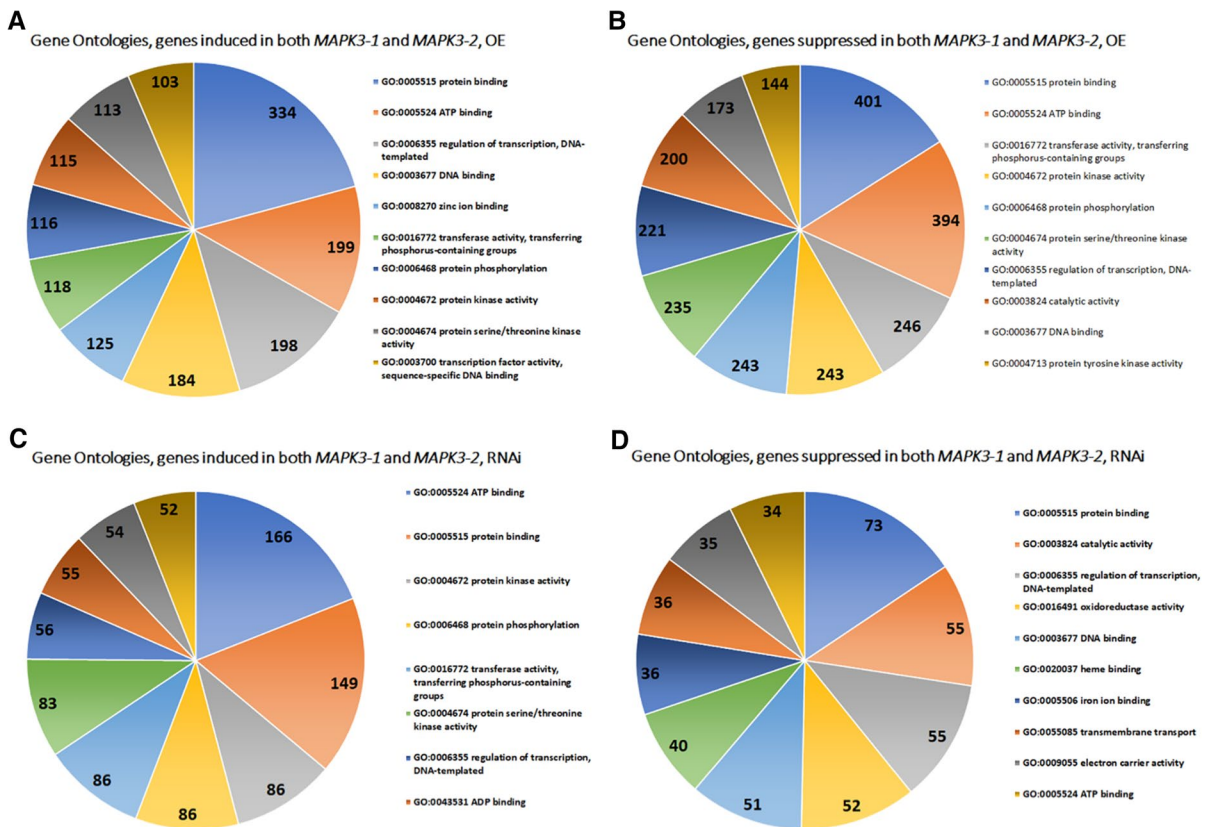 A
Gene Ontologies, genes induced in both MAPK3-1 and MAPK3-2, OE
103
334
113
115
199
116
118
198
125
184
GO:0005515 protein binding
GO:0005524 ATP binding
GO:0006355 regulation of transcription, DNA-
templated
GO:0003677 DNA binding
GO:0008270 zinc ion binding
GO:0016772 transferase activity, transferring
phosphorus-containing groups
GO:0006468 protein phosphorylation
GO:0004672 protein kinase activity
GO:0004674 protein serine/threonine kinase
activity
GO:0003700 transcription factor activity,
sequence-specific DNA binding
B
Gene Ontologies, genes suppressed in both MAPK3-1 and MAPK3-2, OE
144
401
173
200
394
221
235
246
243
243
GO:0005515 protein binding
GO:0005524 ATP binding
GO:0016772 transferase activity, transferring
phosphorus-containing groups
GO:0004672 protein kinase activity
GO:0006468 protein phosphorylation
GO:0004674 protein serine/threonine kinase
activity
GO:0006355 regulation of transcription, DNA-
templated
GO:0003824 catalytic activity
GO:0003677 DNA binding
GO:0004713 protein tyrosine kinase activity
C
Gene Ontologies, genes induced in both MAPK3-1 and MAPK3-2, RNAi
52
166
54
55
56
149
83
86
86
86
GO:0005524 ATP binding
GO:0005515 protein binding
GO:0004672 protein kinase activity
GO:0006468 protein phosphorylation
GO:0016772 transferase activity,
transferring phosphorus-containing
groups
GO:0004674 protein serine/threonine
kinase activity
GO:0006355 regulation of transcription,
DNA-templated
GO:0043531 ADP binding
D
Gene Ontologies, genes suppressed in both MAPK3-1 and MAPK3-2, RNAi
34
73
35
36
55
36
40
55
51
52
GO:0005515 protein binding
GO:0003824 catalytic activity
GO:0006355 regulation of transcription,
DNA-templated
GO:0016491 oxidoreductase activity
GO:0003677 DNA binding
GO:0020037 heme binding
GO:0005506 iron ion binding
GO:0055085 transmembrane transport
GO:0009055 electron carrier activity
GO:0005524 ATP binding